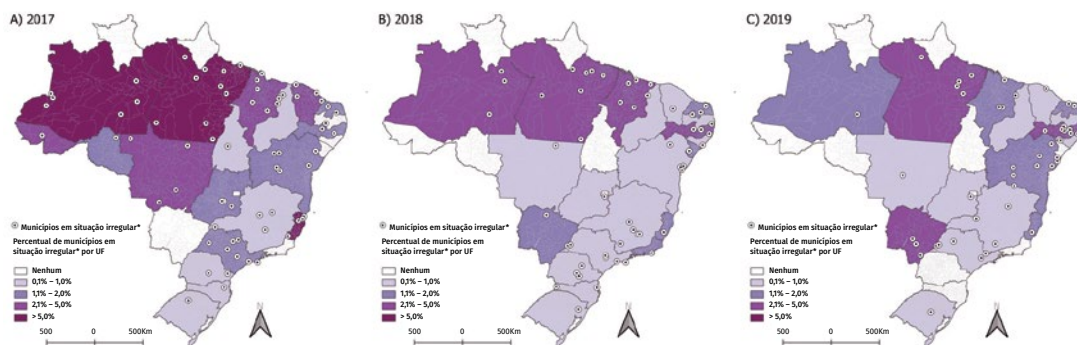 A) 2017
Municípios em situação irregular*
Percentual de municípios em
situação irregular* por UF
Nenhum
0,1% – 1,0%
1,1% – 2,0%
2,1% – 5,0%
> 5,0%
500 0 500Km
N
B) 2018
Municípios em situação irregular*
Percentual de municípios em
situação irregular* por UF
Nenhum
0,1% – 1,0%
1,1% – 2,0%
2,1% – 5,0%
> 5,0%
500 0 500Km
N
C) 2019
Municípios em situação irregular*
Percentual de municípios em
situação irregular* por UF
Nenhum
0,1% – 1,0%
1,1% – 2,0%
2,1% – 5,0%
> 5,0%
500 0 500Km
N